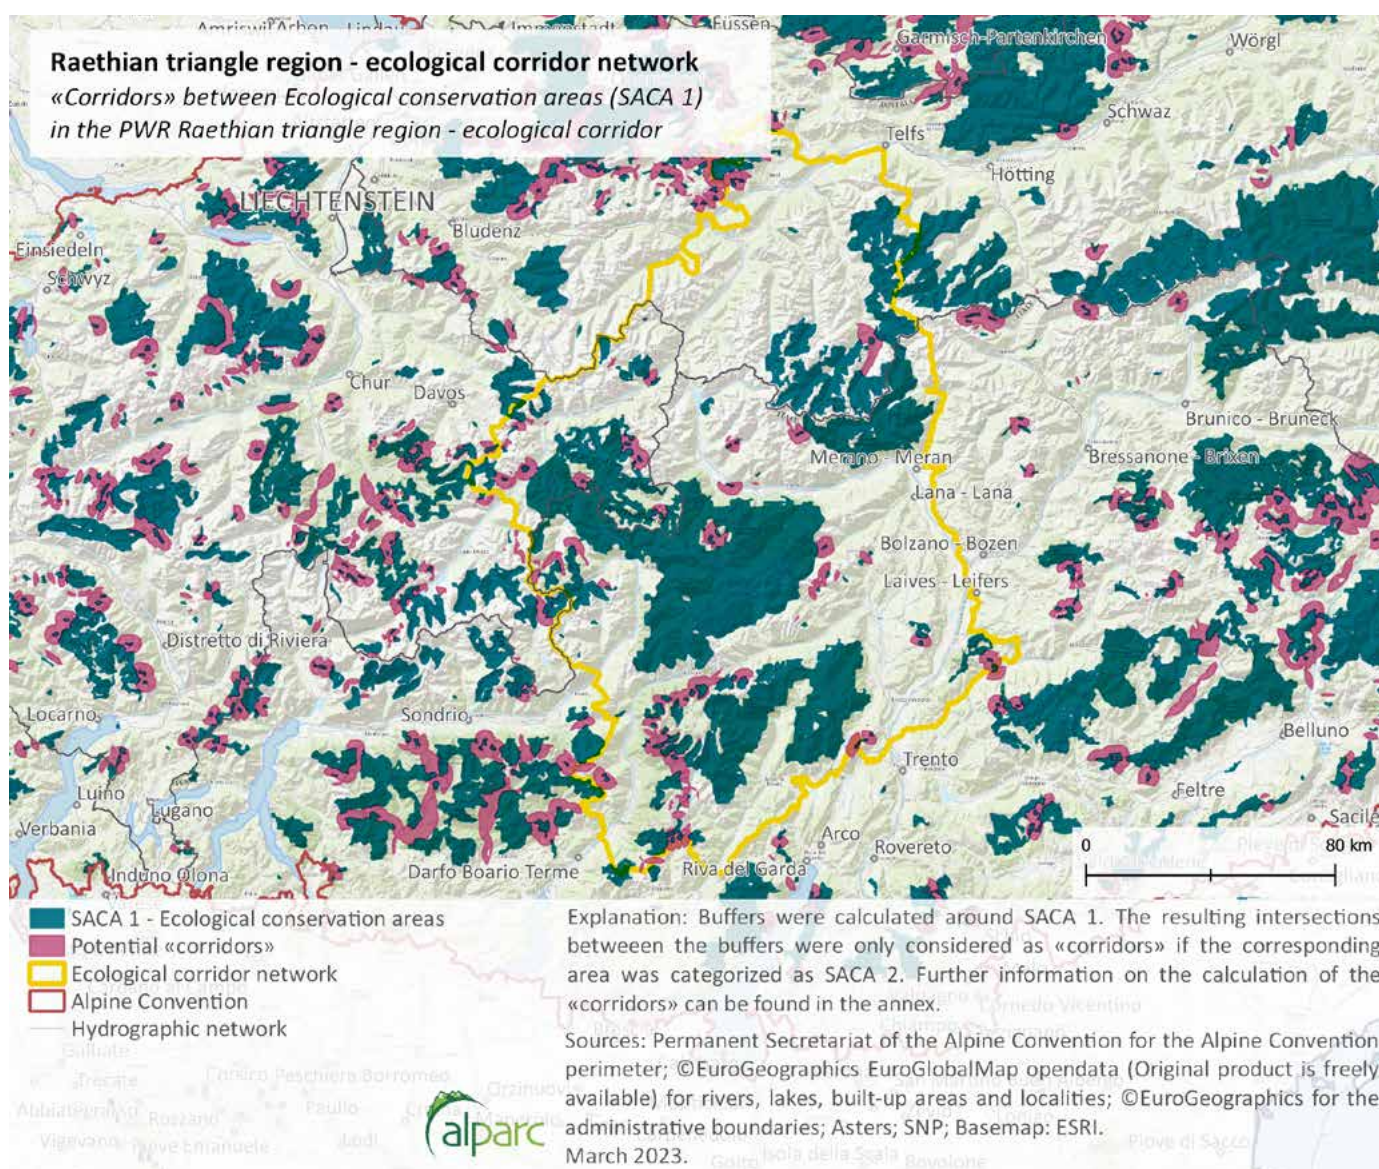 Amriswil Arbon
Lindau
Immenstadt
Füssen
Garmisch-Partenkirchen
Wörgl
Raethian triangle region - ecological corridor network
«Corridors» between Ecological conservation areas (SACA 1)
in the PWR Raethian triangle region - ecological corridor
Schwaz
Telfs
Hötting
LIECHTENSTEIN
Bludenz
Einsiedeln
Schwyz
Chur
Davos
Brunico - Bruneck
Merano - Meran
Bressanone - Brixen
Lana - Lana
Bolzano - Bozen
Laives - Leifers
Distretto di Riviera
Locarno
Sondrio
Belluno
Trento
Luino
Feltre
Lugano
Sacile
Verbania
Arco
Rovereto
0 80 km
Induno Olona
Darfo Boario Terme
Riva del Garda
SACA 1 - Ecological conservation areas
Potential «corridors»
Ecological corridor network
Alpine Convention
Hydrographic network
Explanation: Buffers were calculated around SACA 1. The resulting intersections
betweeen the buffers were only considered as «corridors» if the corresponding
area was categorized as SACA 2. Further information on the calculation of the
«corridors» can be found in the annex.
Sources: Permanent Secretariat of the Alpine Convention for the Alpine Convention
perimeter; ©EuroGeographics EuroGlobalMap opendata (Original product is freely
available) for rivers, lakes, built-up areas and localities; ©EuroGeographics for the
administrative boundaries; Asters; SNP; Basemap: ESRI.
March 2023.
alparc